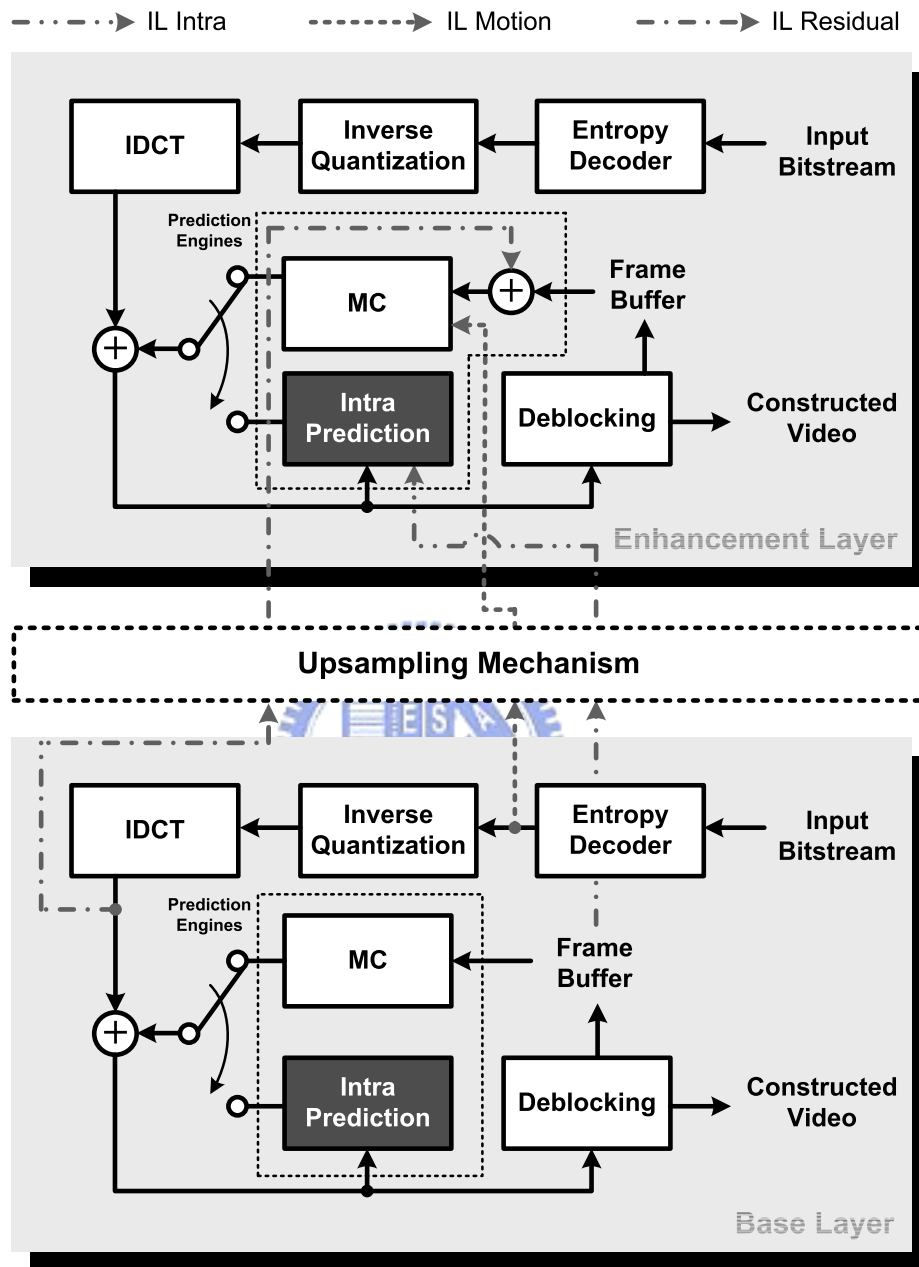 IL Intra
IL Motion
IL Residual
IDCT
Inverse
Quantization
Entropy
Decoder
Input
Bitstream
Prediction
Engines
MC
Frame
Buffer
Intra
Prediction
Deblocking
Constructed
Video
Enhancement Layer
Upsampling Mechanism
ESA
IDCT
Inverse
Quantization
Entropy
Decoder
Input
Bitstream
Prediction
Engines
MC
Frame
Buffer
Intra
Prediction
Deblocking
Constructed
Video
Base Layer